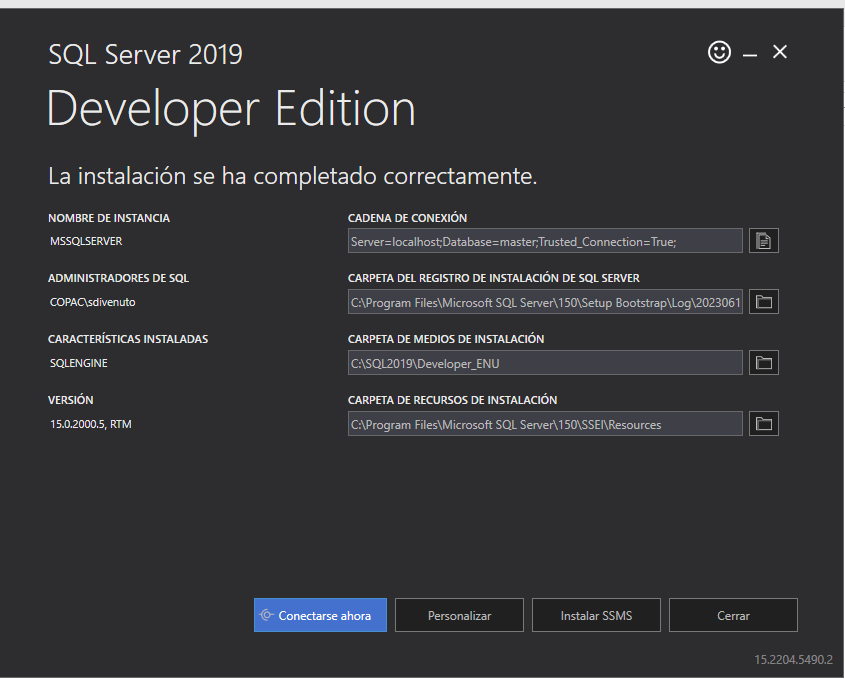 SQL Server 2019
Developer Edition
La instalación se ha completado correctamente.
NOMBRE DE INSTANCIA
MSSQLSERVER
CADENA DE CONEXIÓN
Server=localhost;Database=master;Trusted_Connection=True;
ADMINISTRADORES DE SQL
COPAC\sdivenuto
CARPETA DEL REGISTRO DE INSTALACIÓN DE SQL SERVER
C:\Program Files\Microsoft SQL Server\150\Setup Bootstrap\Log\2023061
CARACTERÍSTICAS INSTALADAS
SQLENGINE
CARPETA DE MEDIOS DE INSTALACIÓN
C:\SQL2019\Developer_ENU
VERSIÓN
15.0.2000.5, RTM
CARPETA DE RECURSOS DE INSTALACIÓN
C:\Program Files\Microsoft SQL Server\150\SSEI\Resources
Conectarse ahora
Personalizar
Instalar SSMS
Cerrar
15.2204.5490.2